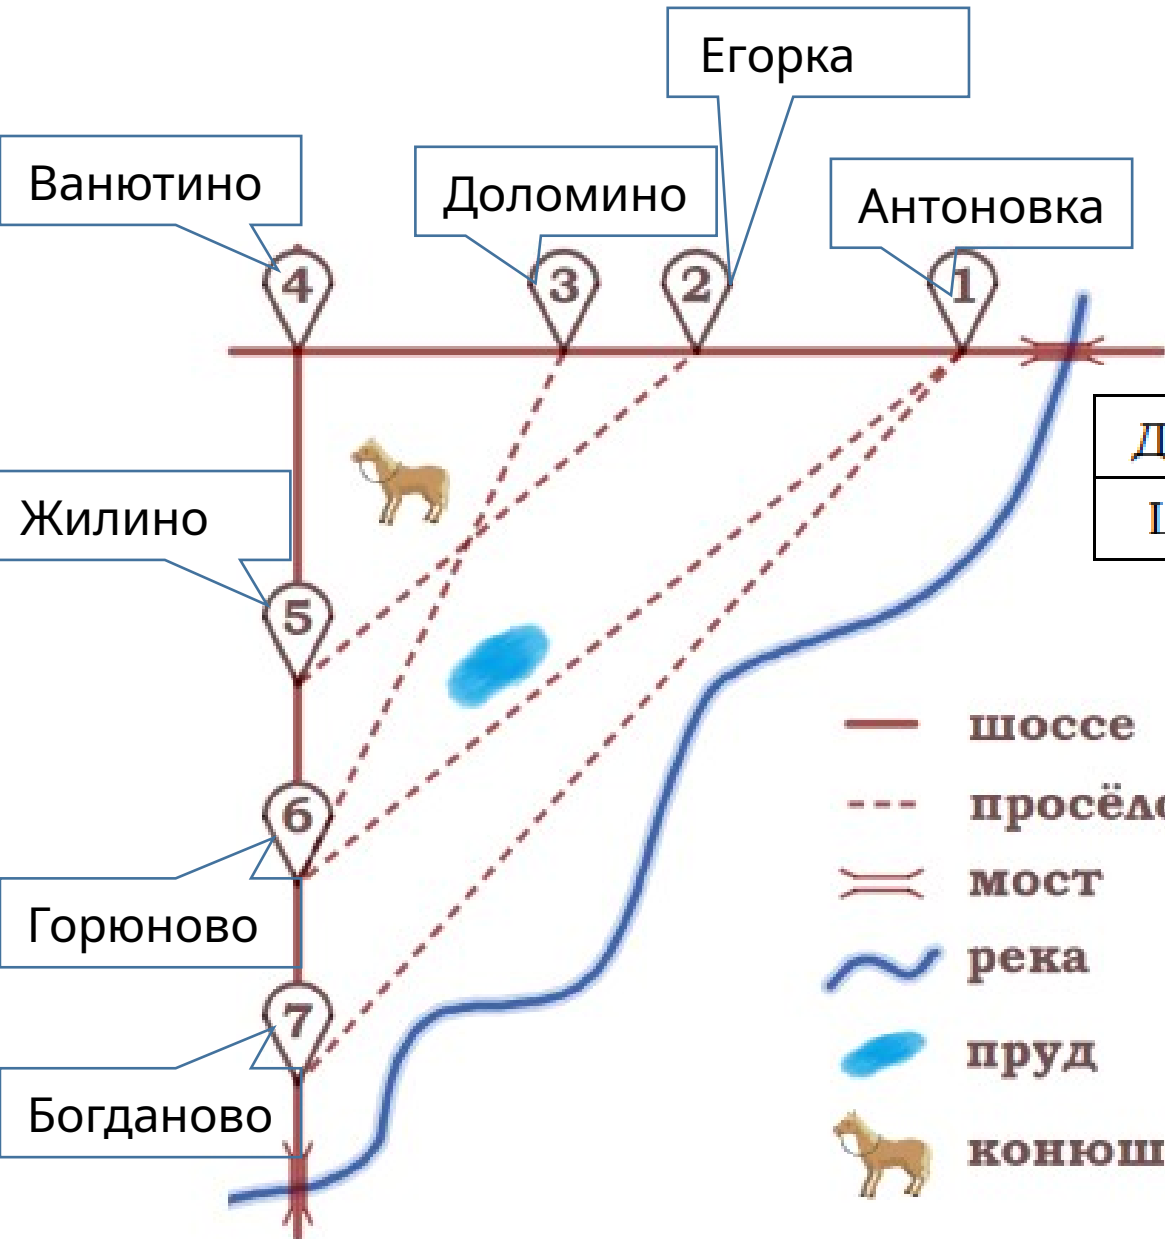 Егорка
Ванютино
Доломино
Антоновка
4
3
2
1
Жилино
5
шоссе
6
мост
Горюново
река
7
пруд
Богданово